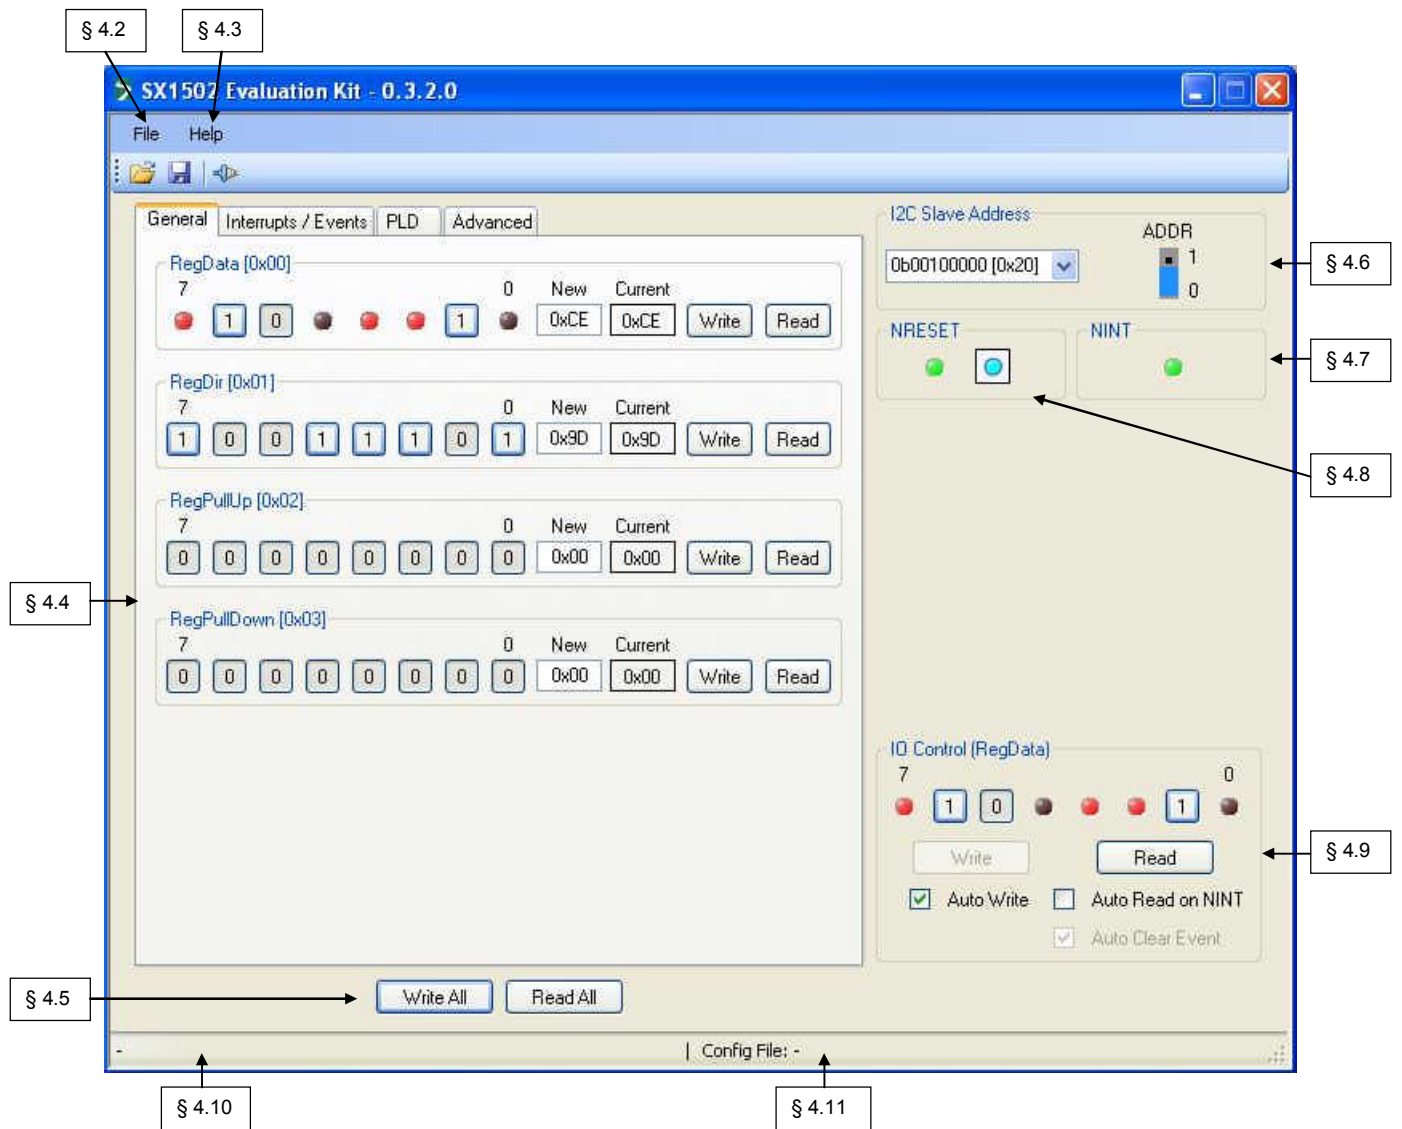 § 4.2 § 4.3
SX1502 Evaluation Kit - 0.3.2.0
File Help
General Interrupts / Events PLD Advanced
RegData [0x00]
7 0 New Current
1 0 1 0xCE 0xCE Write Read
RegDir [0x01]
7 0 New Current
1 0 0 1 1 1 0 1 0x9D 0x9D Write Read
RegPullUp [0x02]
7 0 New Current
0 0 0 0 0 0 0 0 0x00 0x00 Write Read
RegPullDown [0x03]
7 0 New Current
0 0 0 0 0 0 0 0 0x00 0x00 Write Read
§ 4.4
Write All Read All
§ 4.5
I2C Slave Address
ADDR
0b00100000 [0x20] 1
0
§ 4.6
NRESET NINT
§ 4.7
§ 4.8
IO Control (RegData)
7 0
1 0 1
Write Read
§ 4.9
Auto Write Auto Read on NINT
Auto Clear Event
- | Config File: -
§ 4.10 § 4.11